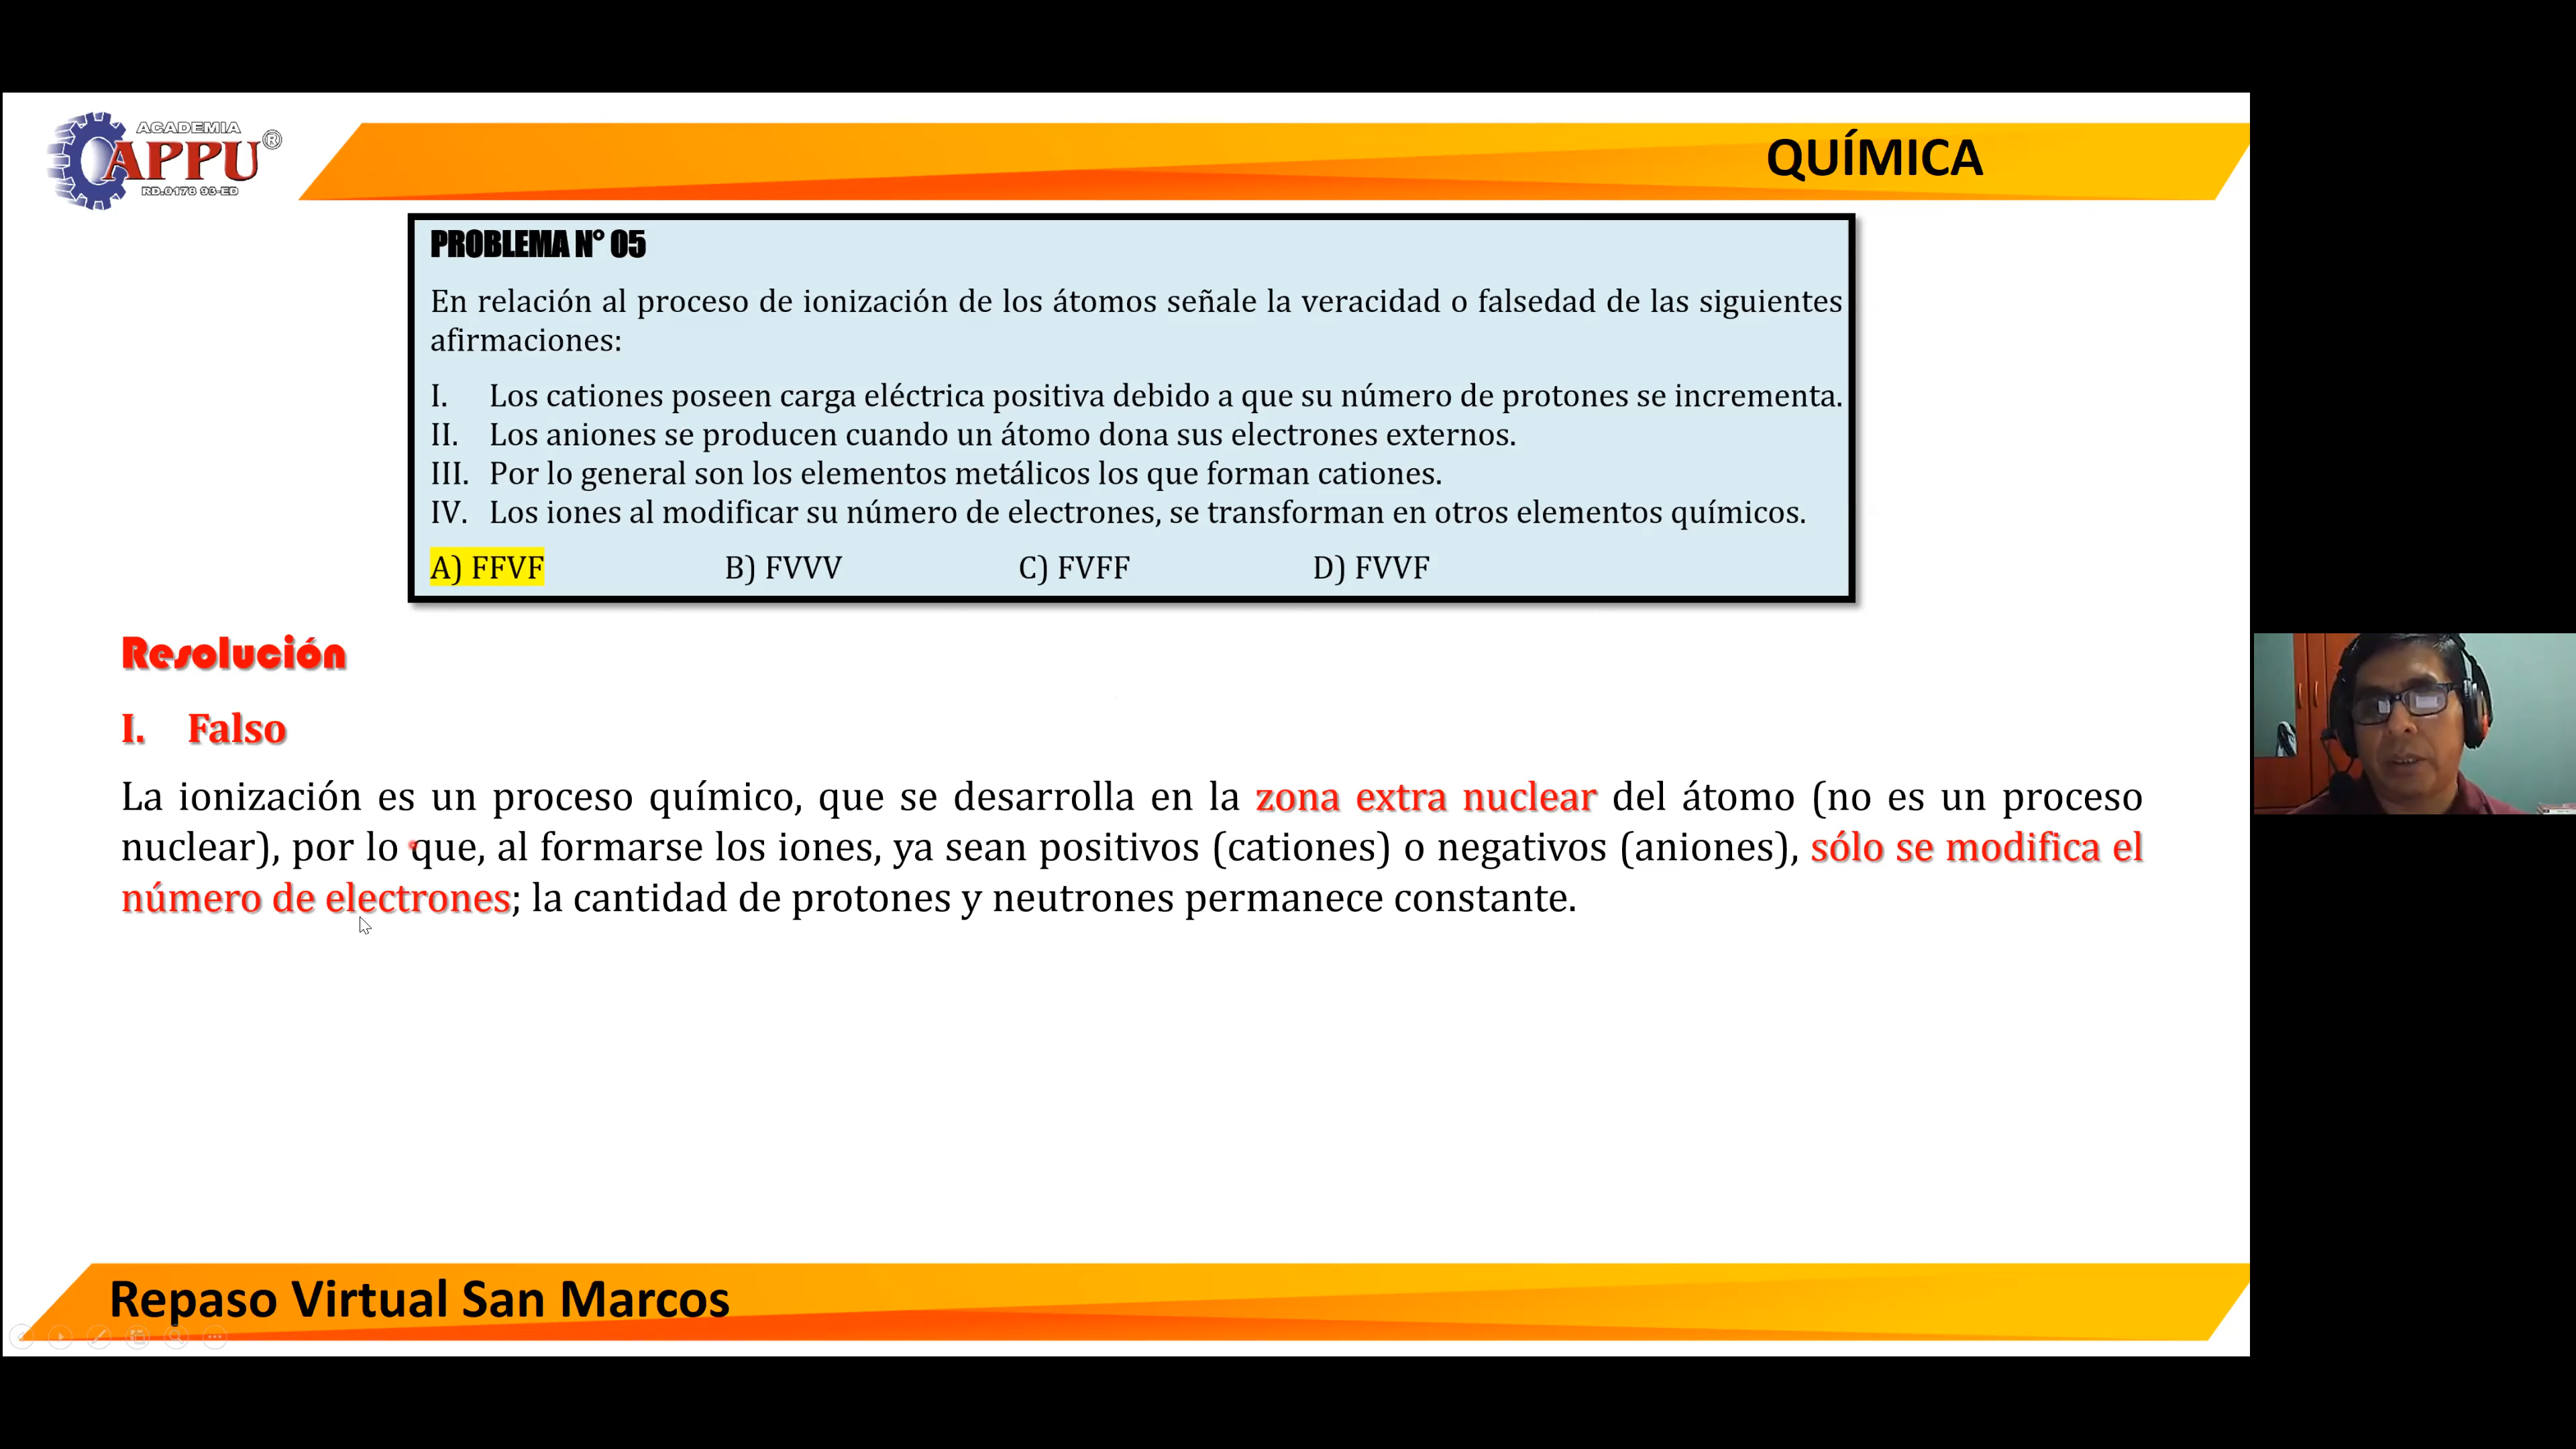 ACADEMIA
APPU®
RD.0178 93-ED
QUÍMICA
PROBLEMA N° 05
En relación al proceso de ionización de los átomos señale la veracidad o falsedad de las siguientes
afirmaciones:
I. Los cationes poseen carga eléctrica positiva debido a que su número de protones se incrementa.
II. Los aniones se producen cuando un átomo dona sus electrones externos.
III. Por lo general son los elementos metálicos los que forman cationes.
IV. Los iones al modificar su número de electrones, se transforman en otros elementos químicos.
A) FFVF B) FVVV C) FVFF D) FVVF
Resolución
I. Falso
La ionización es un proceso químico, que se desarrolla en la zona extra nuclear del átomo (no es un proceso
nuclear), por lo que, al formarse los iones, ya sean positivos (cationes) o negativos (aniones), sólo se modifica el
número de electrones; la cantidad de protones y neutrones permanece constante.
Repaso Virtual San Marcos